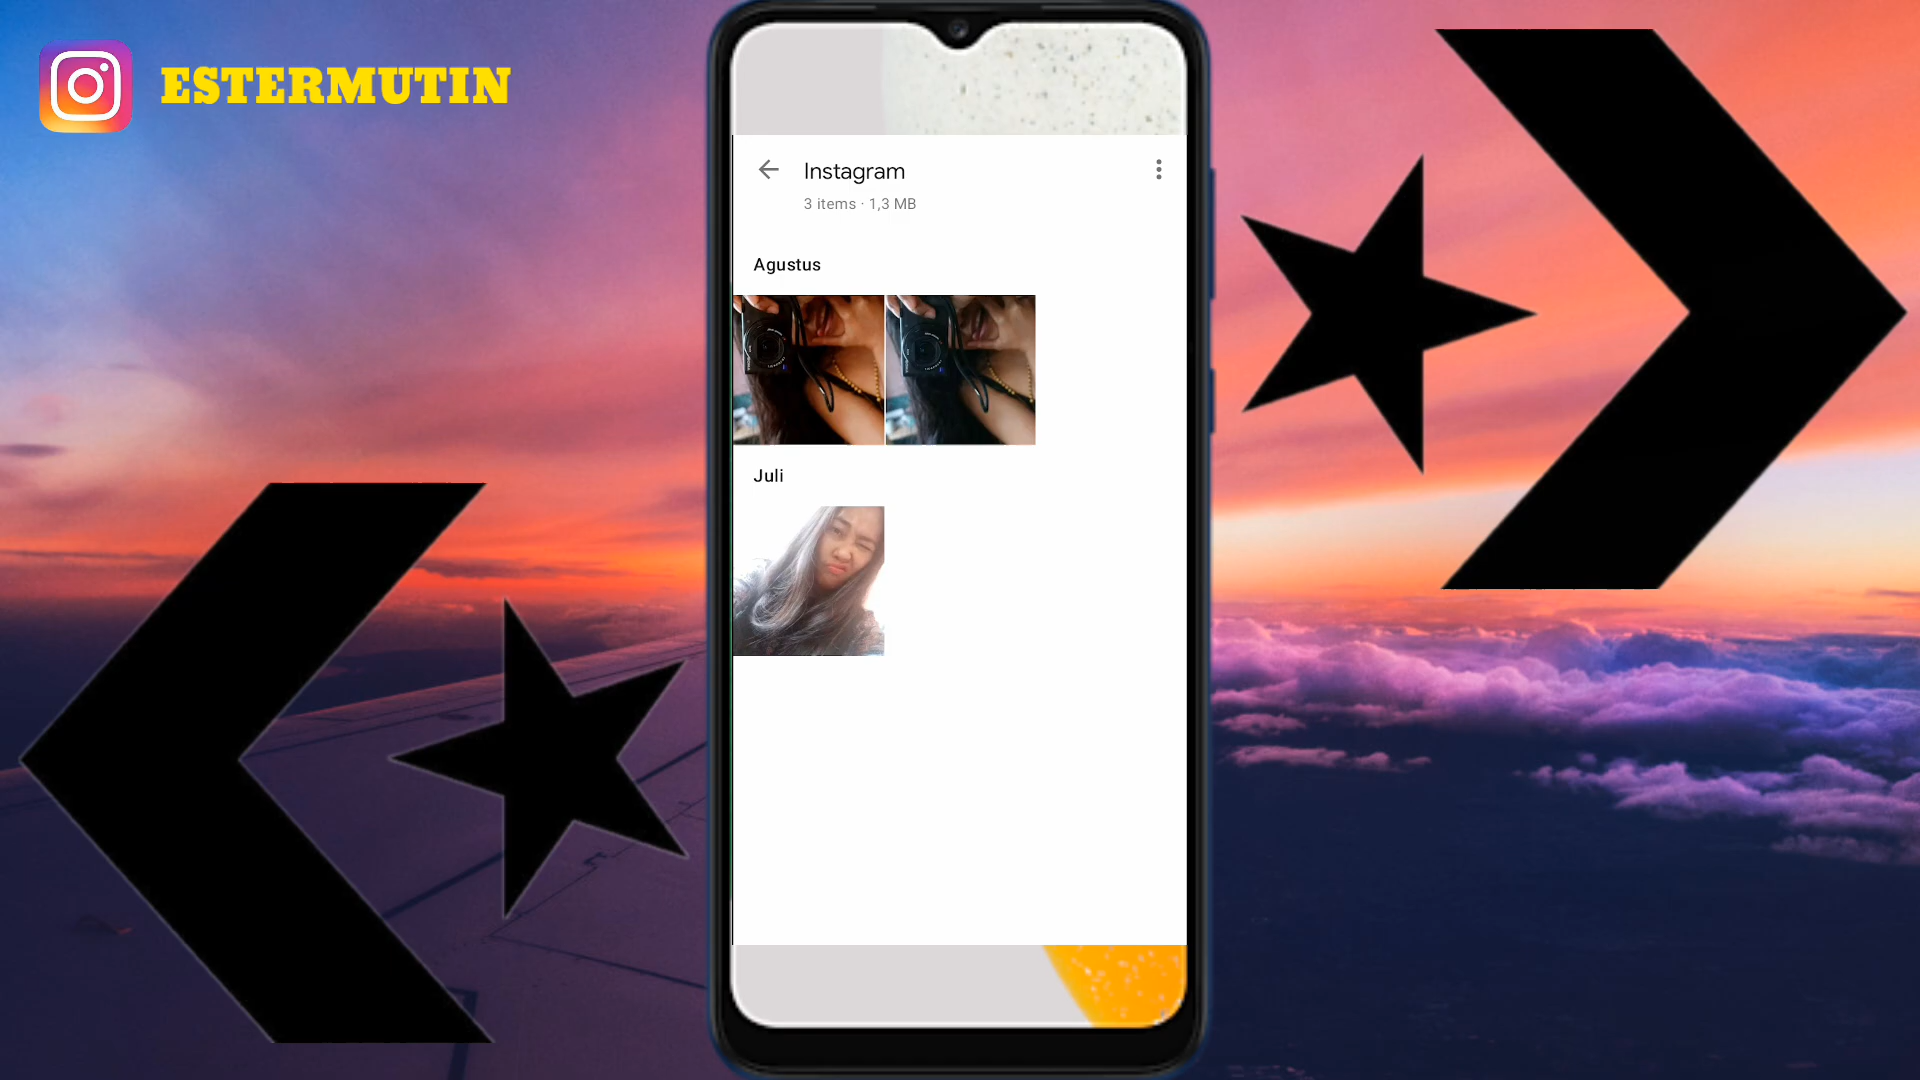 ESTERMUTIN
Instagram
3 items · 1,3 MB
Agustus
Juli